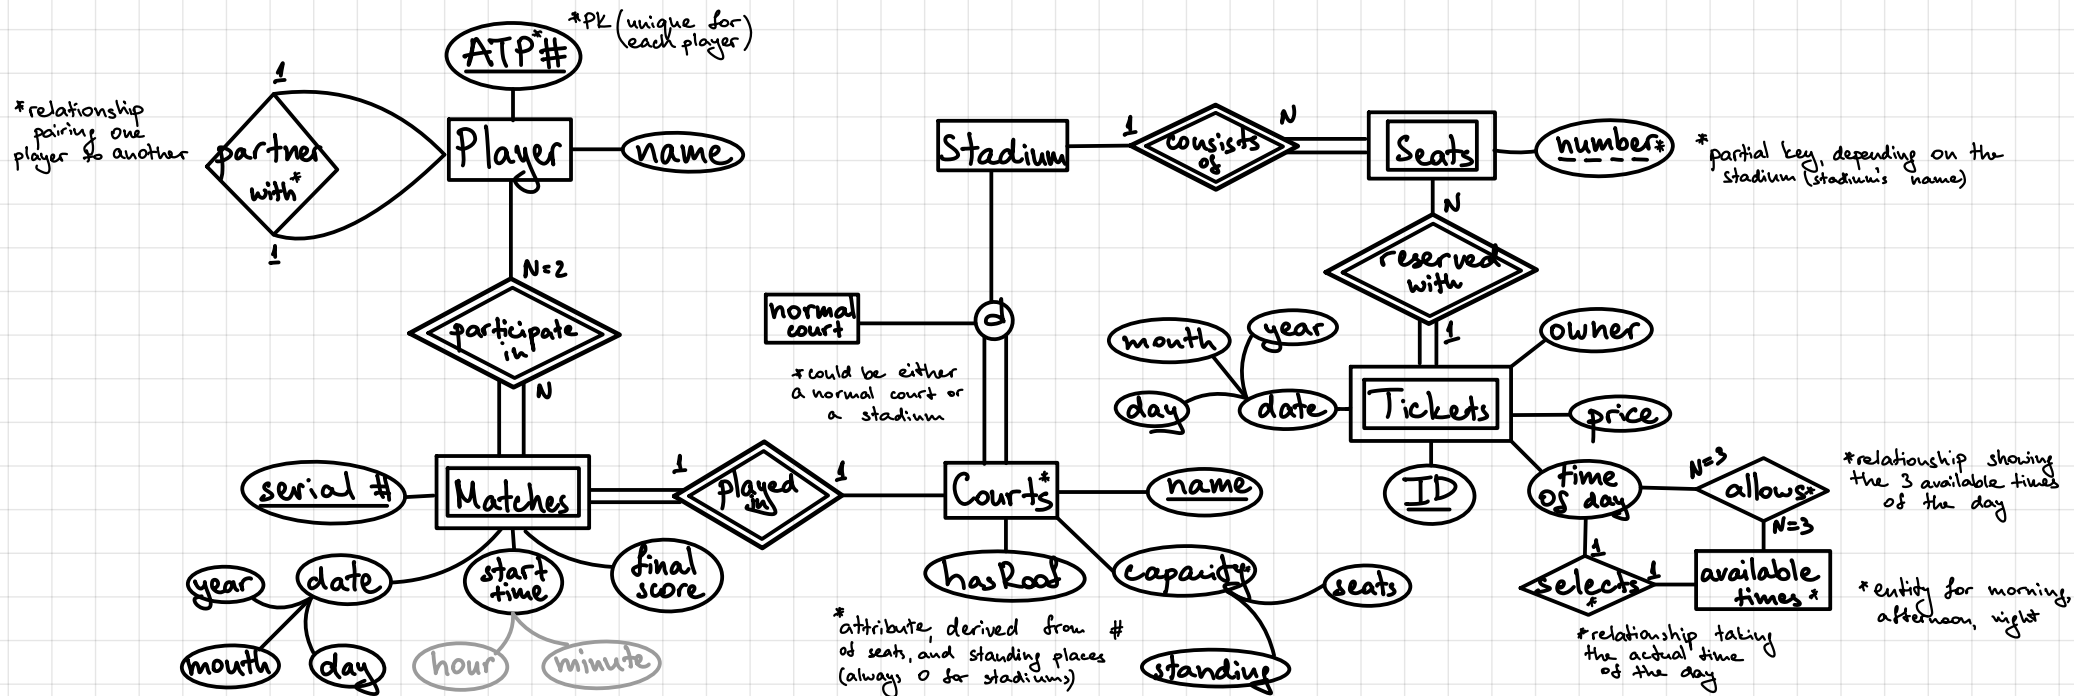 *PK (unique for
each player)
ATP*#
1
*relationship
pairing one
player to another
partner
with*
1
Player
name
N=2
participate
in
N
serial #
Matches
year
date
month
day
start
time
hour
minute
final
score
1
played
in
1
Stadium
1
consists
of
N
Seats
number*
*
partial key, depending on the
stadium (stadium's name)
N
reserved
with
1
normal
court
d
*could be either
a normal court or
a stadium
Courts*
name
hasRoof
capacity*
seats
standing
*
attribute, derived from #
of seats, and standing places
(always 0 for stadiums)
month
year
day
date
Tickets
owner
price
ID
time
of day
N=3
allows*
N=3
*relationship showing
the 3 available times
of the day
1
selects
*
1
available
times*
*entity for morning,
afternoon, night
*relationship taking
the actual time
of the day